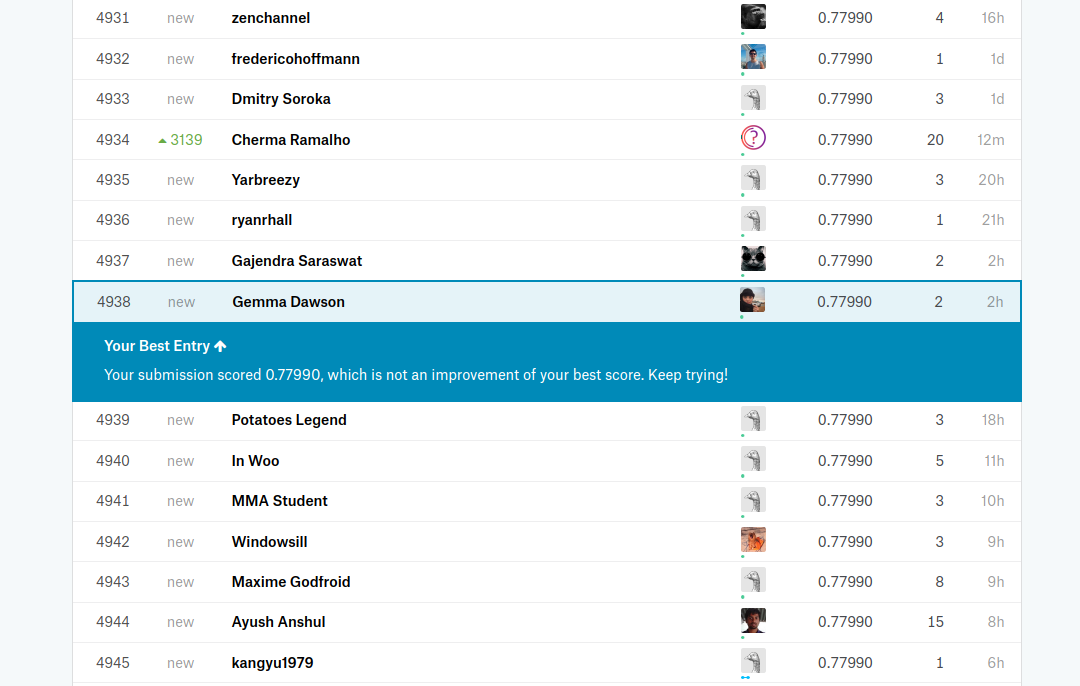 4931 new zenchannel 0.77990 4 16h
4932 new fredericohoffmann 0.77990 1 1d
4933 new Dmitry Soroka 0.77990 3 1d
4934 3139 Cherma Ramalho ? 0.77990 20 12m
4935 new Yarbreezy 0.77990 3 20h
4936 new ryanrhall 0.77990 1 21h
4937 new Gajendra Saraswat 0.77990 2 2h
4938 new Gemma Dawson 0.77990 2 2h
Your Best Entry
Your submission scored 0.77990, which is not an improvement of your best score. Keep trying!
4939 new Potatoes Legend 0.77990 3 18h
4940 new In Woo 0.77990 5 11h
4941 new MMA Student 0.77990 3 10h
4942 new Windowsill 0.77990 3 9h
4943 new Maxime Godfroid 0.77990 8 9h
4944 new Ayush Anshul 0.77990 15 8h
4945 new kangyu1979 0.77990 1 6h